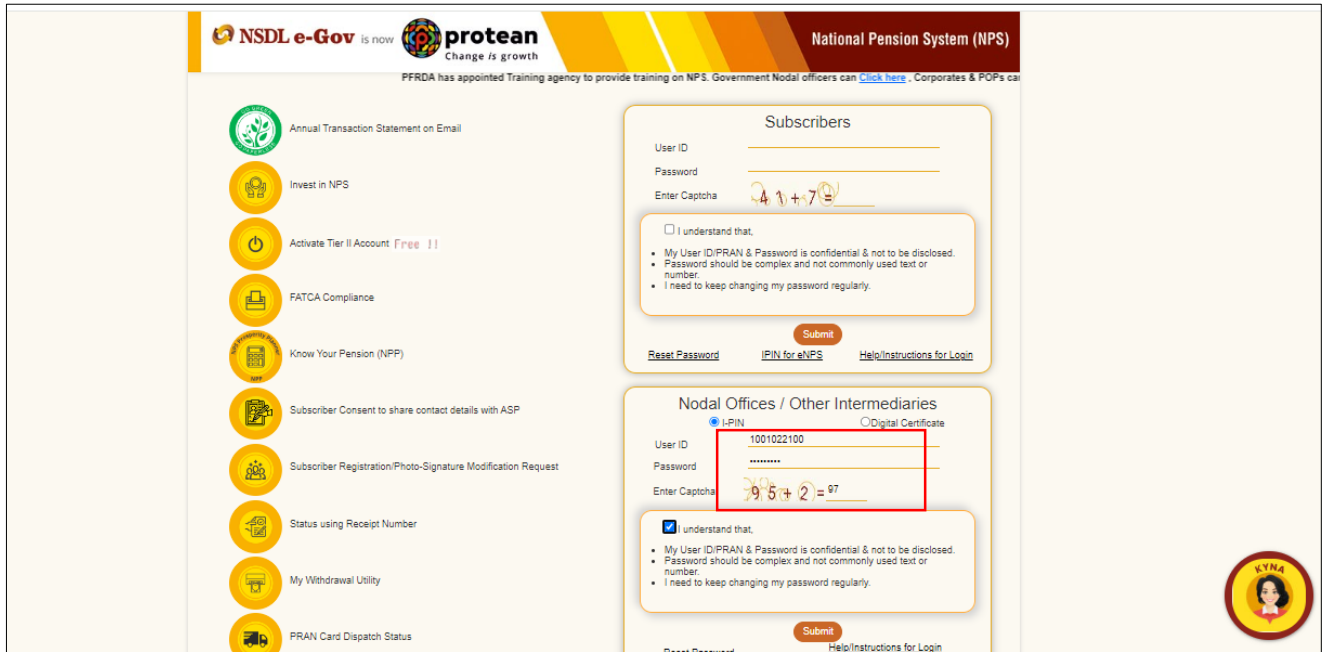 NSDL e-Gov is now protean
Change is growth
National Pension System (NPS)
PFRDA has appointed Training agency to provide training on NPS. Government Nodal officers can Click here . Corporates & POPs ca
Annual Transaction Statement on Email
Invest in NPS
Activate Tier II Account Free !!
FATCA Compliance
NPS Prosperity Planner
NPP
Know Your Pension (NPP)
Subscriber Consent to share contact details with ASP
Subscriber Registration/Photo-Signature Modification Request
Status using Receipt Number
My Withdrawal Utility
PRAN Card Dispatch Status
Subscribers
User ID
Password
Enter Captcha 41+7=
I understand that,
• My User ID/PRAN & Password is confidential & not to be disclosed.
• Password should be complex and not commonly used text or
number.
• I need to keep changing my password regularly.
Submit
Reset Password IPIN for eNPS Help/Instructions for Login
Nodal Offices / Other Intermediaries
I-PIN Digital Certificate
User ID 1001022100
Password •••••••••
Enter Captcha 95+2= 97
I understand that,
• My User ID/PRAN & Password is confidential & not to be disclosed.
• Password should be complex and not commonly used text or
number.
• I need to keep changing my password regularly.
Submit
Reset Password Help/Instructions for Login
KYNA